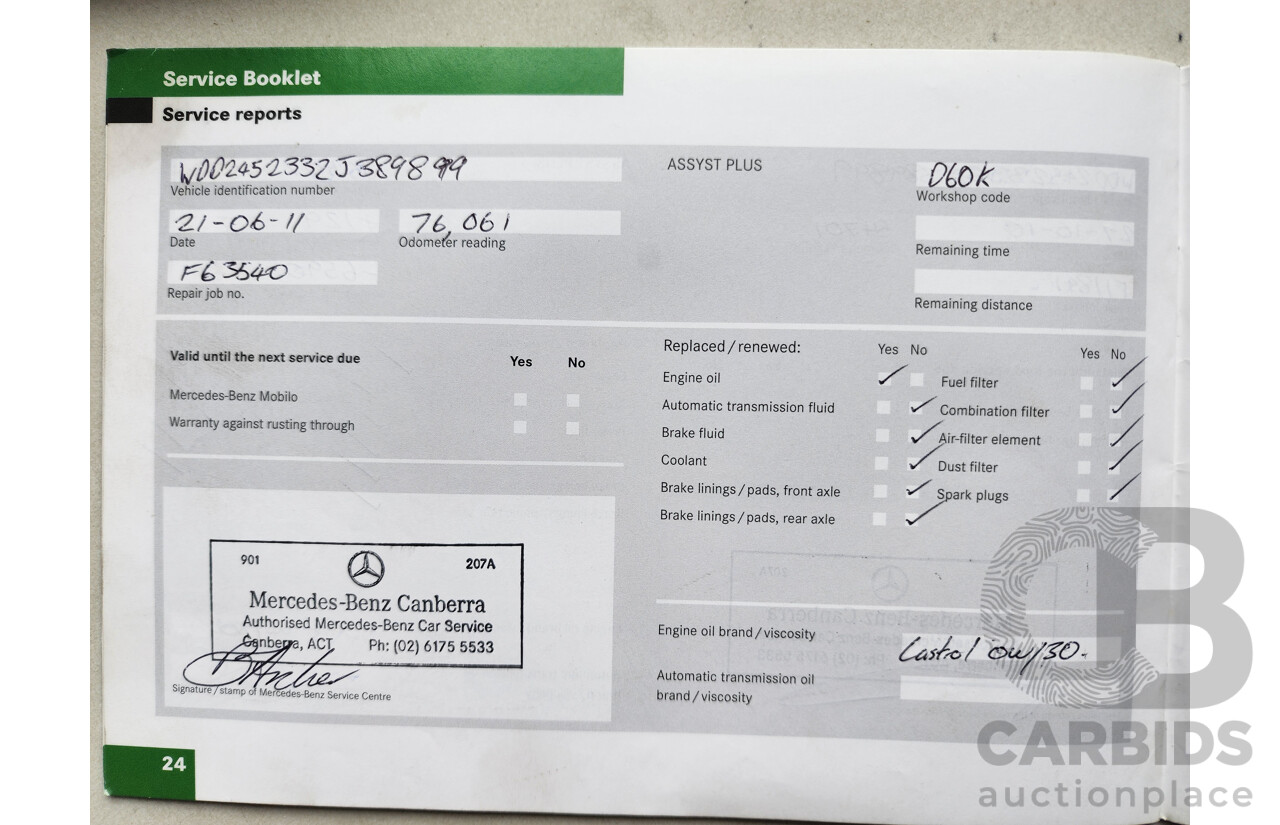 Service Booklet
Service reports
WDD2452332J389899
Vehicle identification number
21-06-11
Date
76,061
Odometer reading
F63540
Repair job no.
ASSYST PLUS
D60K
Workshop code
Remaining time
Remaining distance
Valid until the next service due
Yes No
Mercedes-Benz Mobilo
Warranty against rusting through
Replaced / renewed:
Yes No
Engine oil
Automatic transmission fluid
Brake fluid
Coolant
Brake linings / pads, front axle
Brake linings / pads, rear axle
Yes No
Fuel filter
Combination filter
Air-filter element
Dust filter
Spark plugs
901 207A
Mercedes-Benz Canberra
Authorised Mercedes-Benz Car Service
Canberra, ACT Ph: (02) 6175 5533
B Archer
Signature / stamp of Mercedes-Benz Service Centre
Engine oil brand / viscosity
Castrol 0W/30.
Automatic transmission oil
brand / viscosity
24
CARBIDS
auctionplace